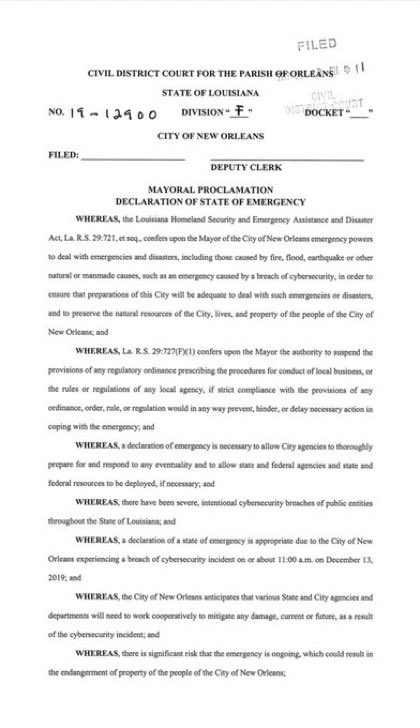 FILED
CIVIL DISTRICT COURT FOR THE PARISH OF ORLEANS
STATE OF LOUISIANA
NO. 19-12900 DIVISION "F" DOCKET "___"
CIVIL
DISTRICT COURT
CITY OF NEW ORLEANS
FILED: ____________________
DEPUTY CLERK
MAYORAL PROCLAMATION
DECLARATION OF STATE OF EMERGENCY
WHEREAS, the Louisiana Homeland Security and Emergency Assistance and Disaster
Act, La. R.S. 29:721, et seq., confers upon the Mayor of the City of New Orleans emergency powers
to deal with emergencies and disasters, including those caused by fire, flood, earthquake or other
natural or manmade causes, such as an emergency caused by a breach of cybersecurity, in order to
ensure that preparations of this City will be adequate to deal with such emergencies or disasters,
and to preserve the natural resources of the City, lives, and property of the people of the City of
New Orleans; and
WHEREAS, La. R.S. 29:727(F)(1) confers upon the Mayor the authority to suspend the
provisions of any regulatory ordinance prescribing the procedures for conduct of local business, or
the rules or regulations of any local agency, if strict compliance with the provisions of any
ordinance, order, rule, or regulation would in any way prevent, hinder, or delay necessary action in
coping with the emergency; and
WHEREAS, a declaration of emergency is necessary to allow City agencies to thoroughly
prepare for and respond to any eventuality and to allow state and federal agencies and state and
federal resources to be deployed, if necessary; and
WHEREAS, there have been severe, intentional cybersecurity breaches of public entities
throughout the State of Louisiana; and
WHEREAS, a declaration of a state of emergency is appropriate due to the City of New
Orleans experiencing a breach of cybersecurity incident on or about 11:00 a.m. on December 13,
2019; and
WHEREAS, the City of New Orleans anticipates that various State and City agencies and
departments will need to work cooperatively to mitigate any damage, current or future, as a result
of the cybersecurity incident; and
WHEREAS, there is significant risk that the emergency is ongoing, which could result in
the endangerment of property of the people of the City of New Orleans;